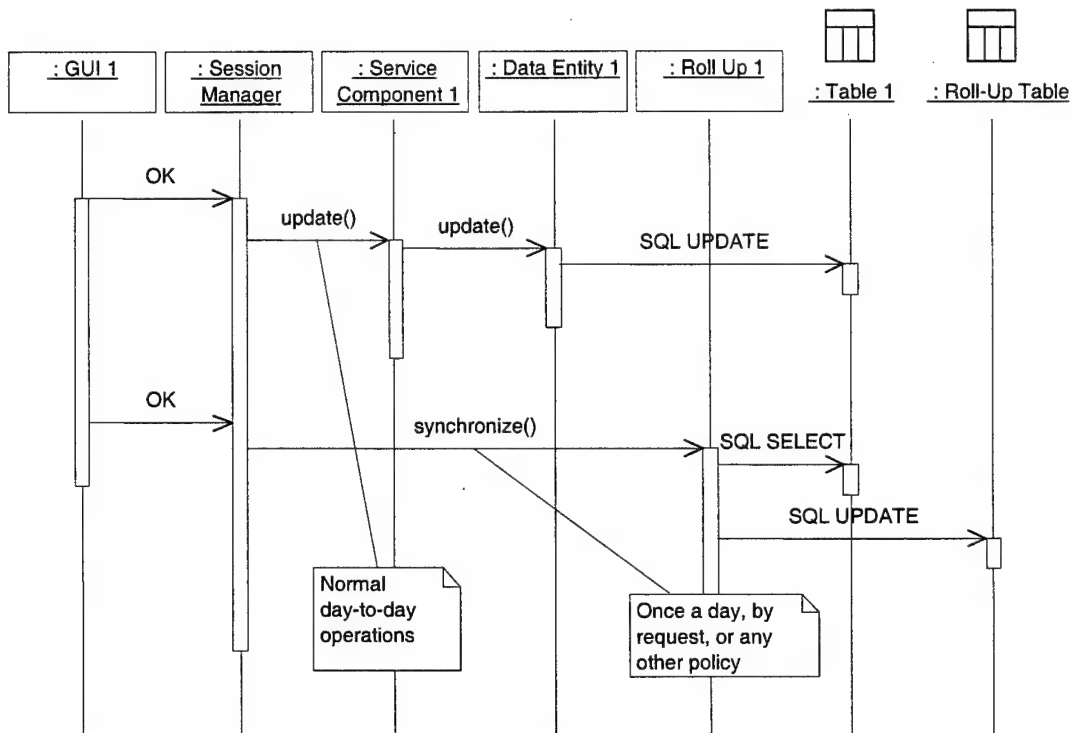 : GUI 1
: Session
Manager
: Service
Component 1
: Data Entity 1
: Roll Up 1
: Table 1
: Roll-Up Table
OK
update()
update()
SQL UPDATE
OK
synchronize()
SQL SELECT
SQL UPDATE
Normal
day-to-day
operations
Once a day, by
request, or any
other policy